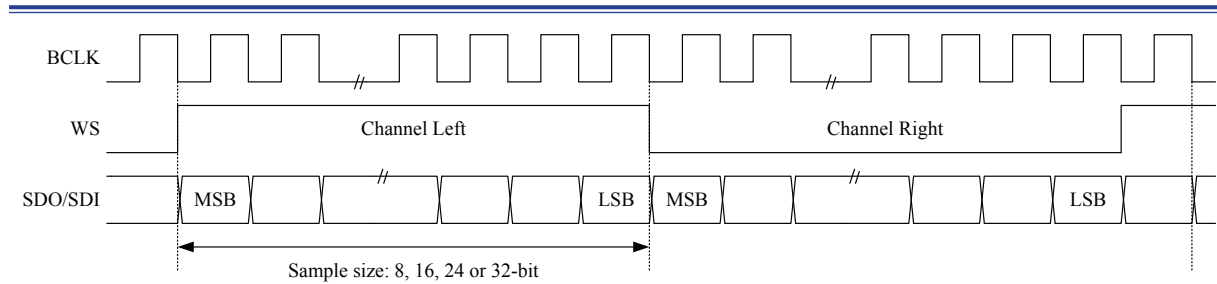 BCLK
WS
Channel Left
Channel Right
SDO/SDI
MSB
LSB
MSB
LSB
Sample size: 8, 16, 24 or 32-bit